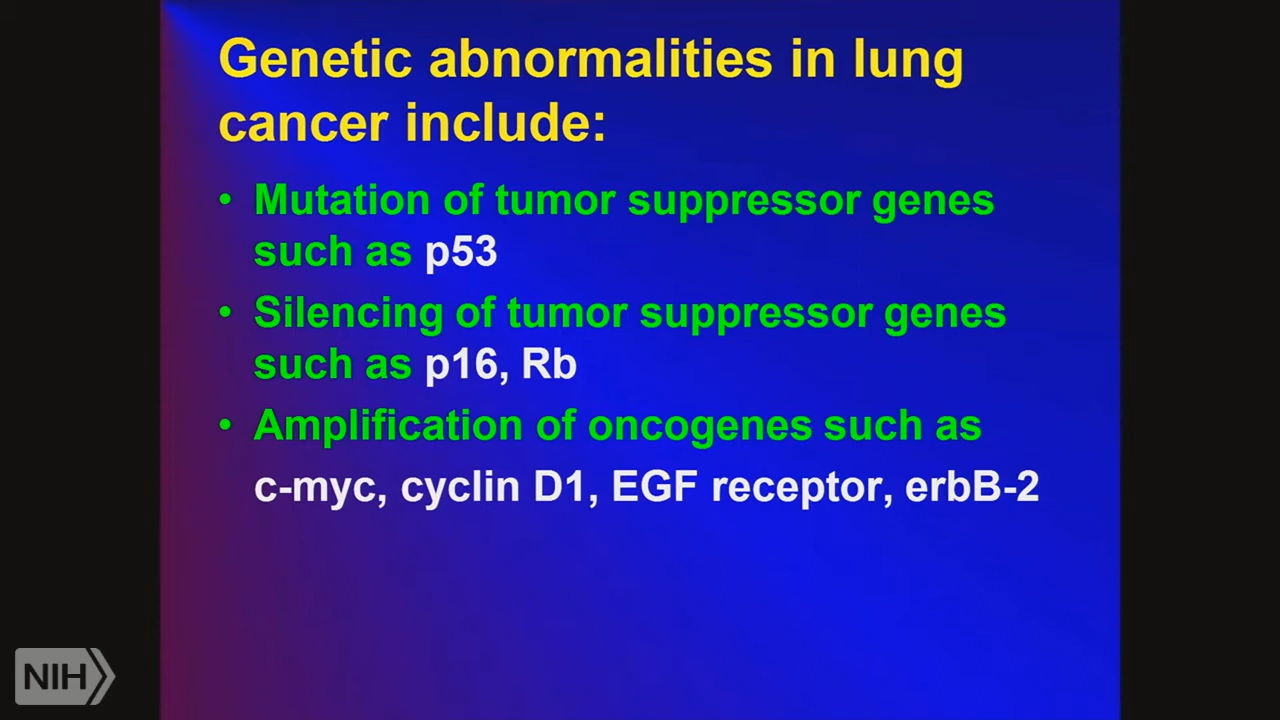 Genetic abnormalities in lung
cancer include:
• Mutation of tumor suppressor genes
such as p53
• Silencing of tumor suppressor genes
such as p16, Rb
• Amplification of oncogenes such as
c-myc, cyclin D1, EGF receptor, erbB-2
NIH